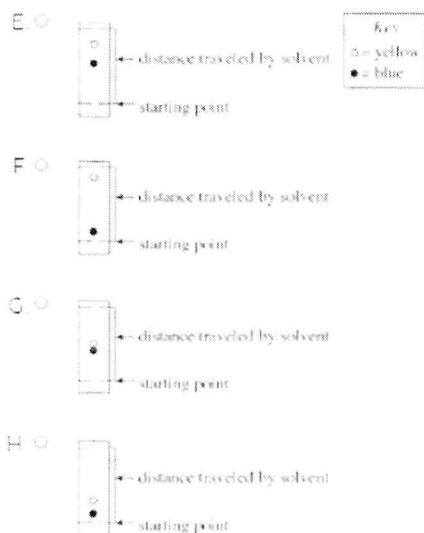 E.
distance traveled by solvent
starting point
Key
= yellow
= blue
F.
distance traveled by solvent
starting point
G.
distance traveled by solvent
starting point
H
distance traveled by solvent
starting point